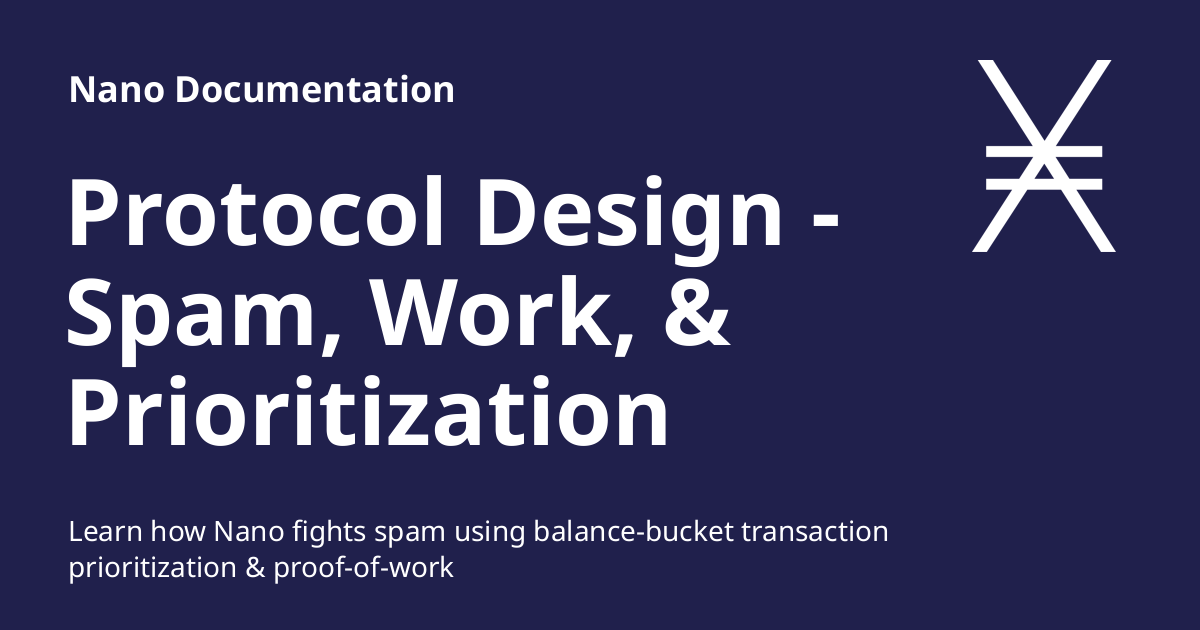 Nano Documentation
Protocol Design -
Spam, Work, &
Prioritization
Learn how Nano fights spam using balance-bucket transaction
prioritization & proof-of-work